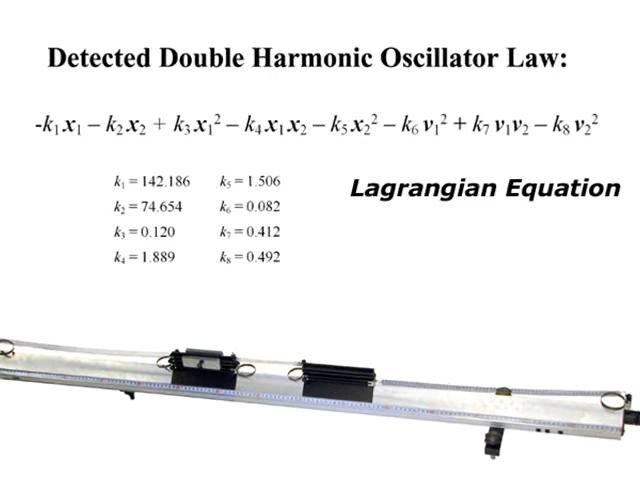 Detected Double Harmonic Oscillator Law:
-k₁x₁ – k₂x₂ + k₃x₁² – k₄x₁x₂ – k₅x₂² – k₆v₁² + k₇v₁v₂ – k₈v₂²
k₁ = 142.186 k₅ = 1.506
k₂ = 74.654 k₆ = 0.082
Lagrangian Equation
k₃ = 0.120 k₇ = 0.412
k₄ = 1.889 k₈ = 0.492